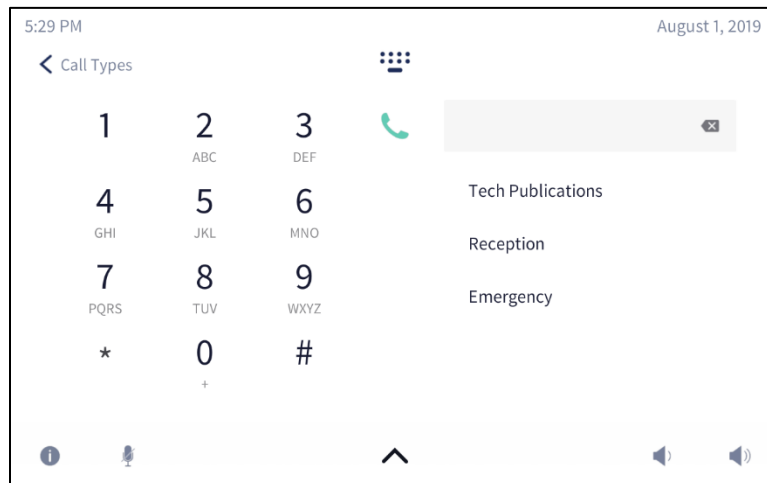 5:29 PM
August 1, 2019
Call Types
1 2 3
ABC DEF
Tech Publications
4 5 6
GHI JKL MNO
Reception
7 8 9
PQRS TUV WXYZ
Emergency
* 0 #
+